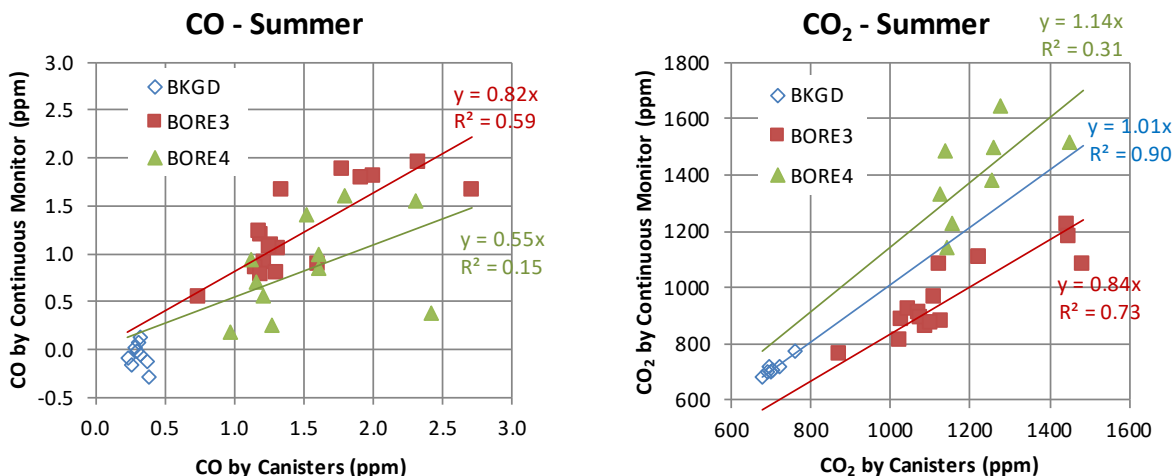 CO - Summer
CO by Continuous Monitor (ppm)
3.0
2.5
2.0
1.5
1.0
0.5
0.0
-0.5
BKGD
BORE3
BORE4
y = 0.82x
R² = 0.59
y = 0.55x
R² = 0.15
0.0 0.5 1.0 1.5 2.0 2.5 3.0
CO by Canisters (ppm)
CO₂ - Summer
y = 1.14x
R² = 0.31
CO₂ by Continuous Monitor (ppm)
1800
1600
1400
1200
1000
800
600
BKGD
BORE3
BORE4
y = 1.01x
R² = 0.90
y = 0.84x
R² = 0.73
600 800 1000 1200 1400 1600
CO₂ by Canisters (ppm)